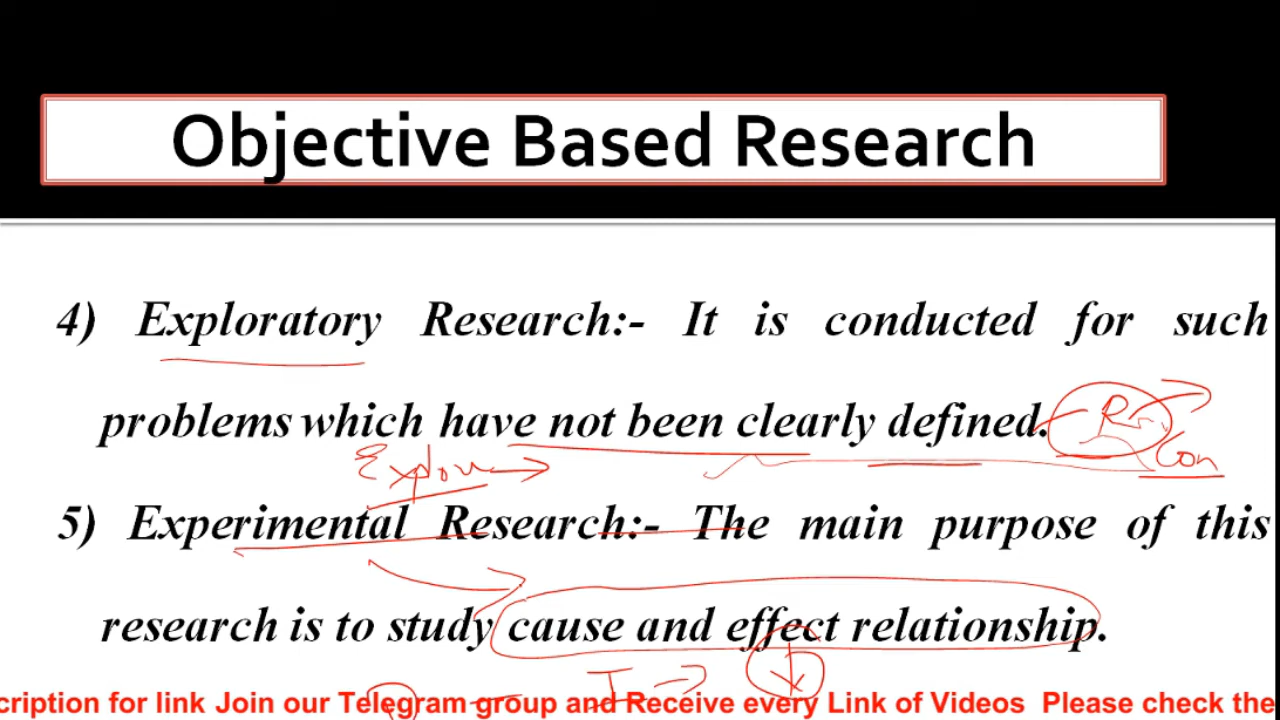 Objective Based Research
4) Exploratory Research:- It is conducted for such
problems which have not been clearly defined.
Con
5) Experimental Research:- The main purpose of this
research is to study cause and effect relationship.
scription for link Join our Telegram group and Receive every Link of Videos Please check the